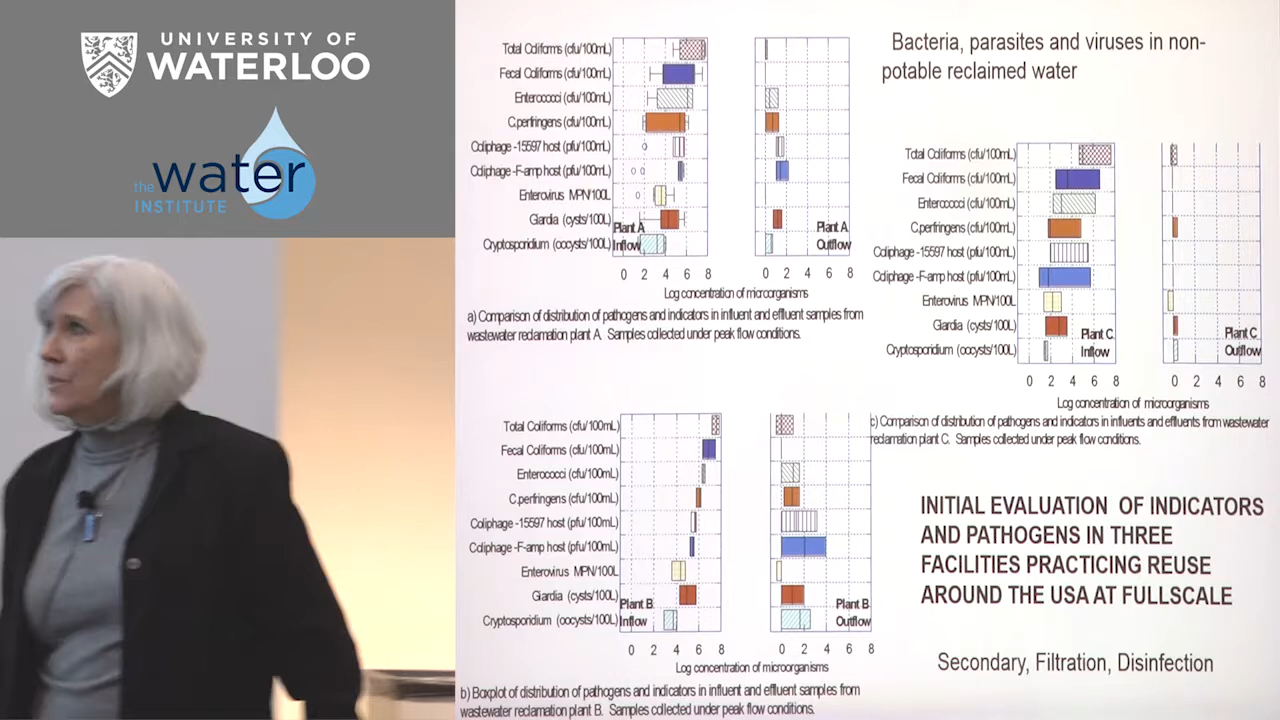 UNIVERSITY OF
WATERLOO
the water
INSTITUTE
Bacteria, parasites and viruses in non-
potable reclaimed water
Total Coliforms (cfu/100mL)
Fecal Coliforms (cfu/100mL)
Enterococci (cfu/100mL)
C.perfringens (cfu/100mL)
Coliphage -15597 host (pfu/100mL)
Coliphage -F-amp host (pfu/100mL)
Enterovirus MPN/100L
Giardia (cysts/100L)
Cryptosporidium (oocysts/100L)
Plant A
Inflow
Plant A
Outflow
0 2 4 6 8
0 2 4 6 8
Log concentration of microorganisms
a) Comparison of distribution of pathogens and indicators in influent and effluent samples from
wastewater reclamation plant A. Samples collected under peak flow conditions.
Total Coliforms (cfu/100mL)
Fecal Coliforms (cfu/100mL)
Enterococci (cfu/100mL)
C.perfringens (cfu/100mL)
Coliphage -15597 host (pfu/100mL)
Coliphage -F-amp host (pfu/100mL)
Enterovirus MPN/100L
Giardia (cysts/100L)
Cryptosporidium (oocysts/100L)
Plant C
Inflow
Plant C
Outflow
0 2 4 6 8
0 2 4 6 8
Log concentration of microorganisms
c) Comparison of distribution of pathogens and indicators in influents and effluents from wastewater
reclamation plant C. Samples collected under peak flow conditions.
Total Coliforms (cfu/ 100mL)
Fecal Coliforms (cfu/100mL)
Enterococci (cfu/100mL)
C.perfringens (cfu/100mL)
Coliphage -15597 host (pfu/100mL)
Coliphage -F-amp host (pfu/100mL)
Enterovirus MPN/100L
Giardia (cysts/100L)
Cryptosporidium (oocysts/100L)
Plant B
Inflow
Plant B
Outflow
0 2 4 6 8
0 2 4 6 8
Log concentration of microorganisms
b) Boxplot of distribution of pathogens and indicators in influent and effluent samples from
wastewater reclamation plant B. Samples collected under peak flow conditions.
INITIAL EVALUATION OF INDICATORS
AND PATHOGENS IN THREE
FACILITIES PRACTICING REUSE
AROUND THE USA AT FULLSCALE
Secondary, Filtration, Disinfection